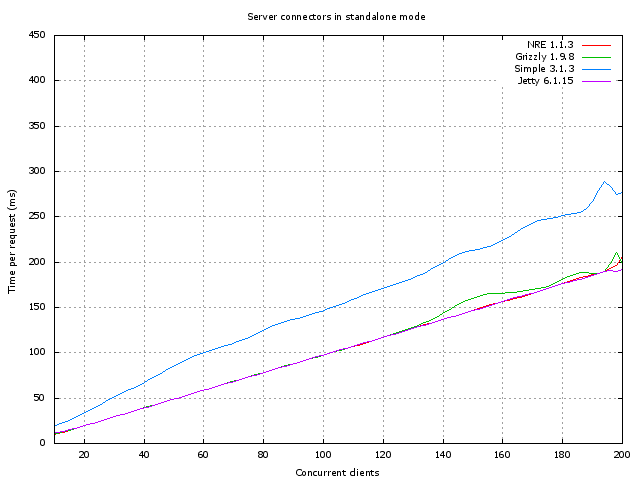 Server connectors in standalone mode
NRE 1.1.3
Grizzly 1.9.8
Simple 3.1.3
Jetty 6.1.15
450
400
350
300
250
200
150
100
50
0
Time per request (ms)
20 40 60 80 100 120 140 160 180 200
Concurrent clients